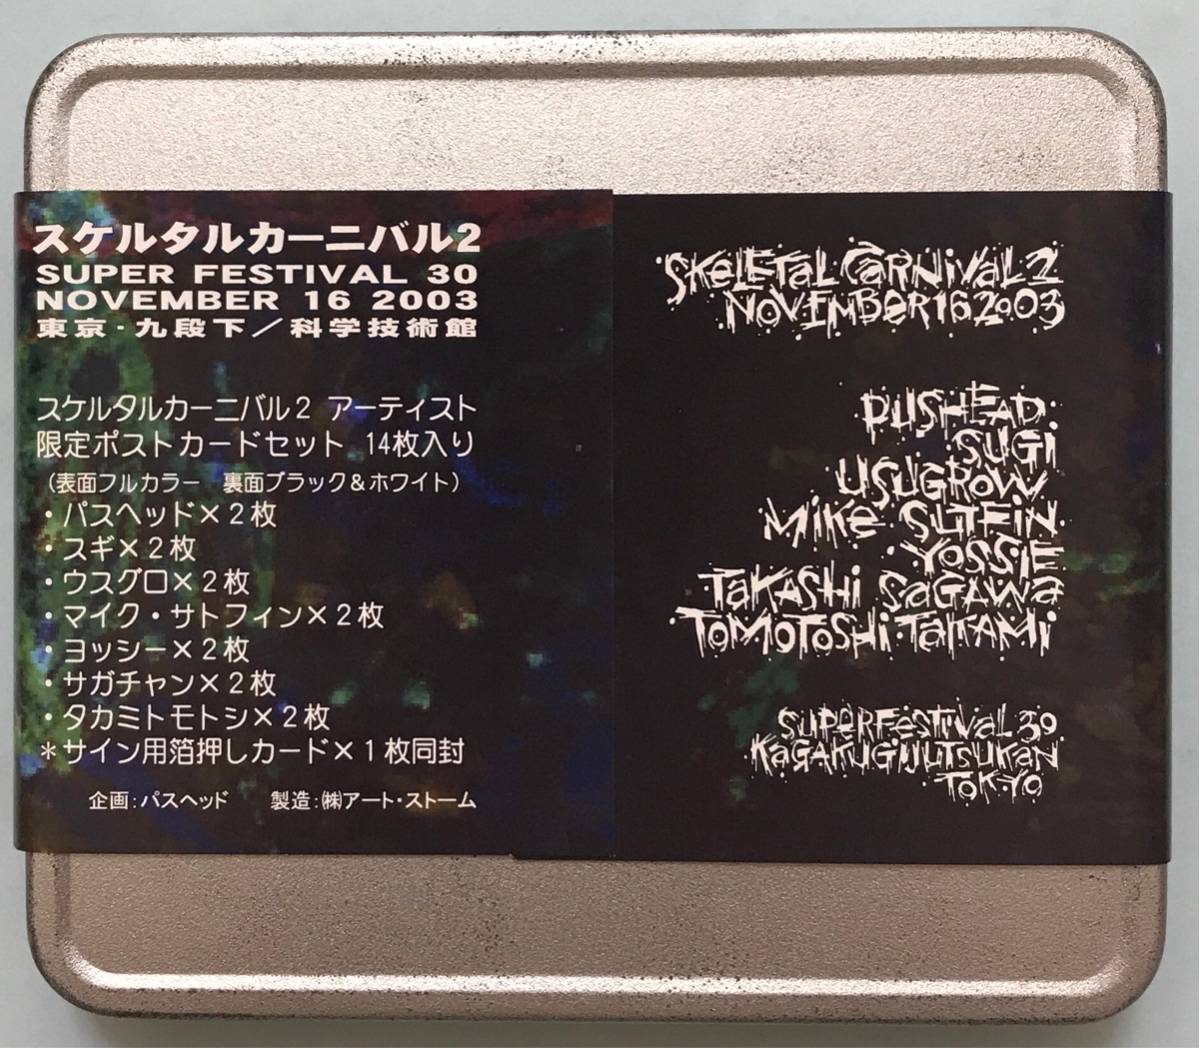 スケルタルカーニバル2
SUPER FESTIVAL 30
NOVEMBER 16 2003
東京・九段下／科学技術館
スケルタルカーニバル2 アーティスト
限定ポストカードセット 14枚入り
（表面フルカラー 裏面ブラック＆ホワイト）
・パスヘッド×2枚
・スギ×2枚
・ウスグロ×2枚
・マイク・サトフィン×2枚
・ヨッシー×2枚
・サガチャン×2枚
・タカミトモトシ×2枚
＊サイン用箔押しカード×1枚同封
企画：パスヘッド 製造：㈱アート・ストーム
SKELETAL CARNIVAL 2
NOVEMBER 16 2003
PUSHEAD
SUGI
USUGROW
MIKE SUTFIN
YOSSIE
TAKASHI SAGAWA
TOMOTOSHI TAKAMI
SUPERFESTIVAL 30
KAGAKUGIJUTSUKAN
TOKYO